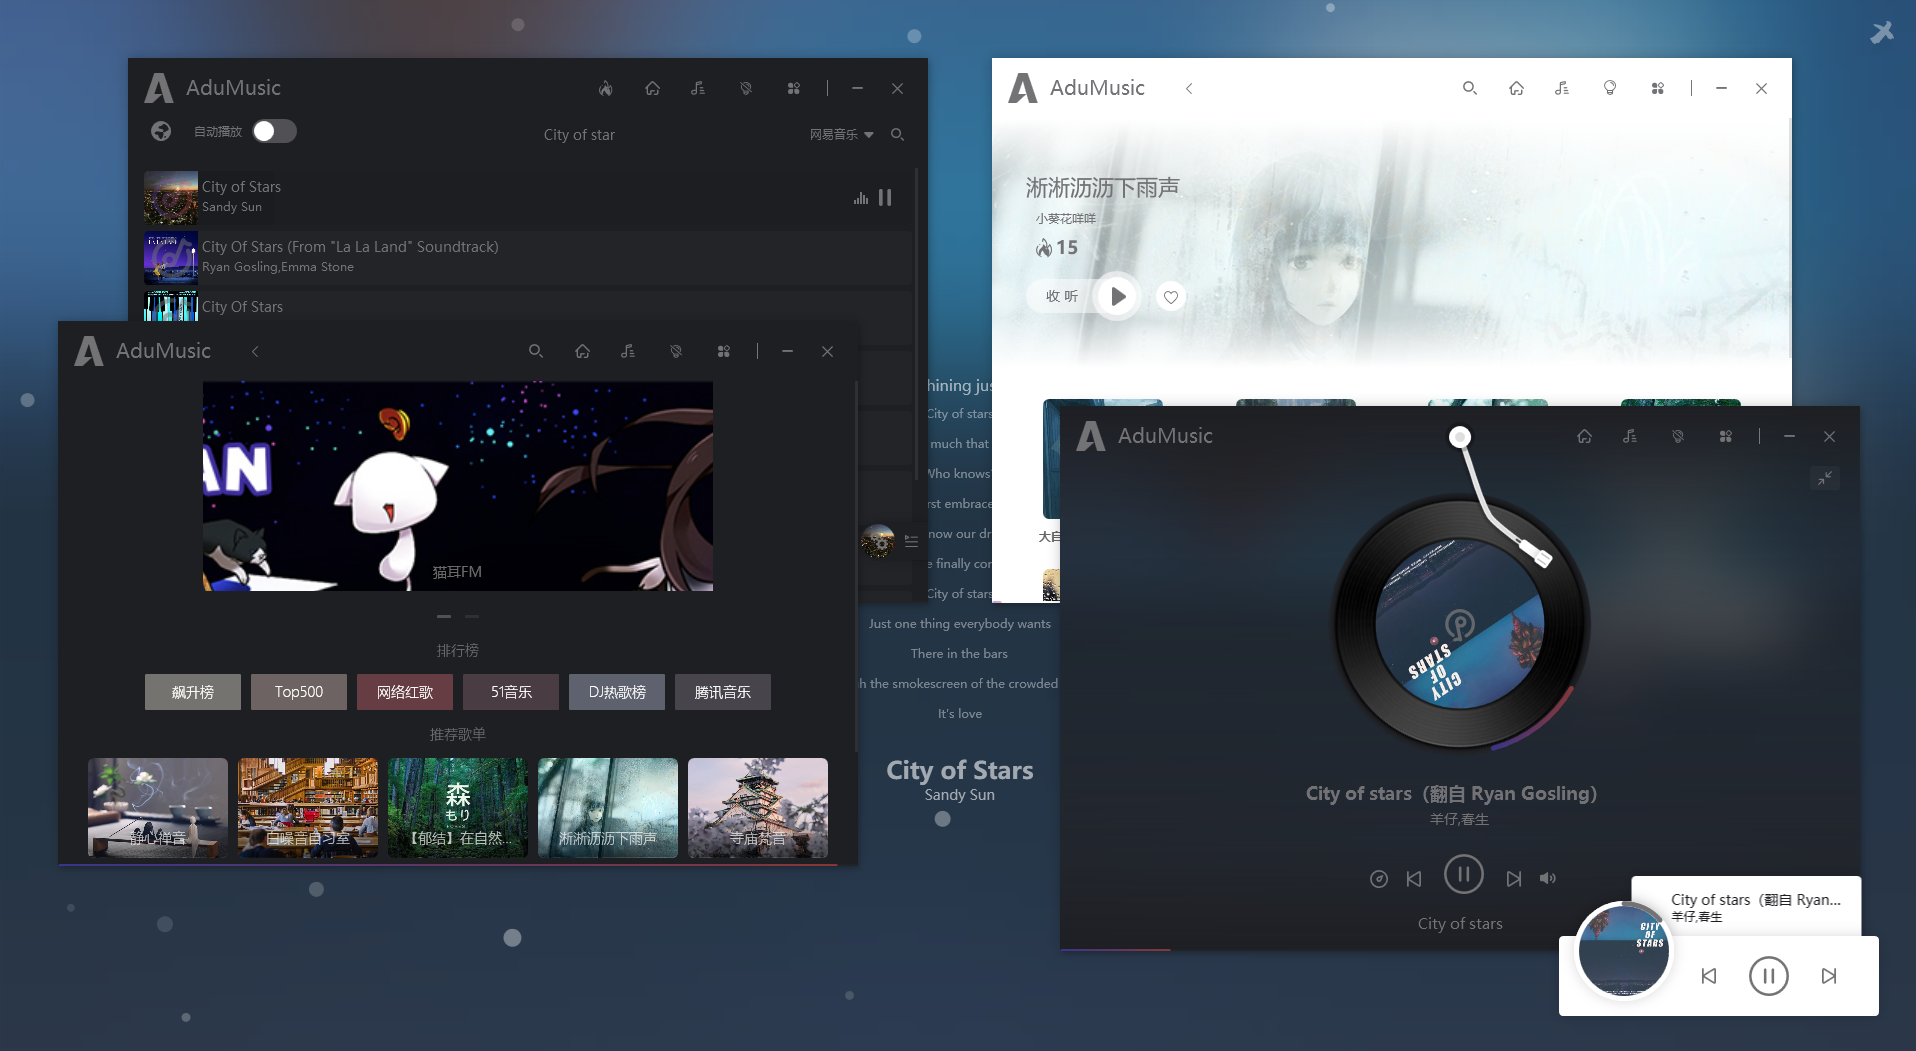 AduMusic
自动播放
City of star
网易音乐
City of Stars
Sandy Sun
City Of Stars (From "La La Land" Soundtrack)
Ryan Gosling,Emma Stone
City Of Stars
AduMusic
AN
猫耳FM
排行榜
飙升榜
Top500
网络红歌
51音乐
DJ热歌榜
腾讯音乐
推荐歌单
静心禅音
白噪音自习室
森
もり
【郁结】在自然...
淅淅沥沥下雨声
寺庙梵音
hining jus
City of stars
much that
Who knows
rst embrace
now our dr
e finally con
City of stars
Just one thing everybody wants
There in the bars
h the smokescreen of the crowded
It's love
City of Stars
Sandy Sun
AduMusic
淅淅沥沥下雨声
小葵花咩咩
15
收 听
大自
AduMusic
CITY
OF
STARS
City of stars（翻自 Ryan Gosling）
羊仔,春生
City of stars
City of stars（翻自 Ryan...
羊仔,春生
CITY
OF
STARS